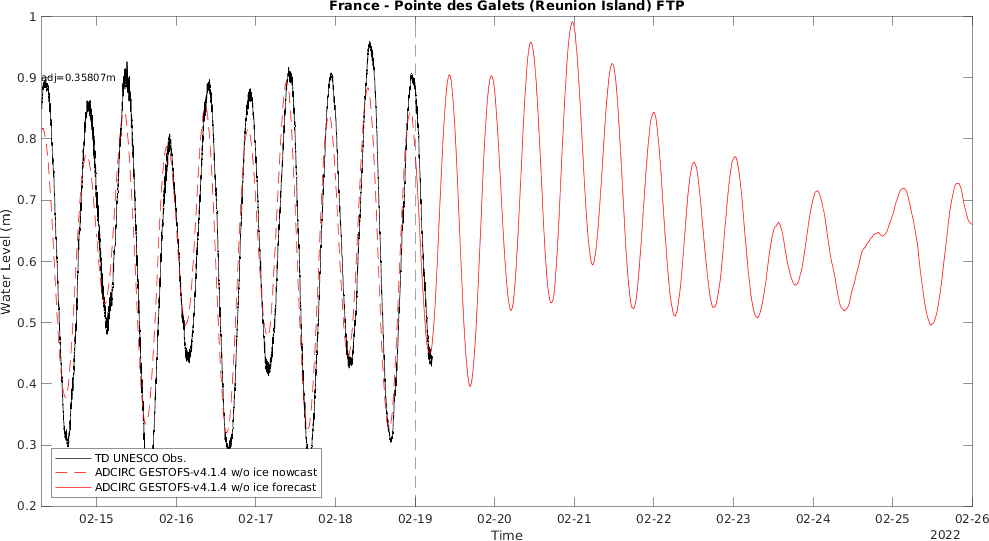 France - Pointe des Galets (Reunion Island) FTP
1
0.9
0.8
0.7
0.6
0.5
0.4
0.3
0.2
Water Level (m)
adj=0.35807m
TD UNESCO Obs.
ADCIRC GESTOFS-v4.1.4 w/o ice nowcast
ADCIRC GESTOFS-v4.1.4 w/o ice forecast
02-15 02-16 02-17 02-18 02-19 02-20 02-21 02-22 02-23 02-24 02-25 02-26
Time
2022